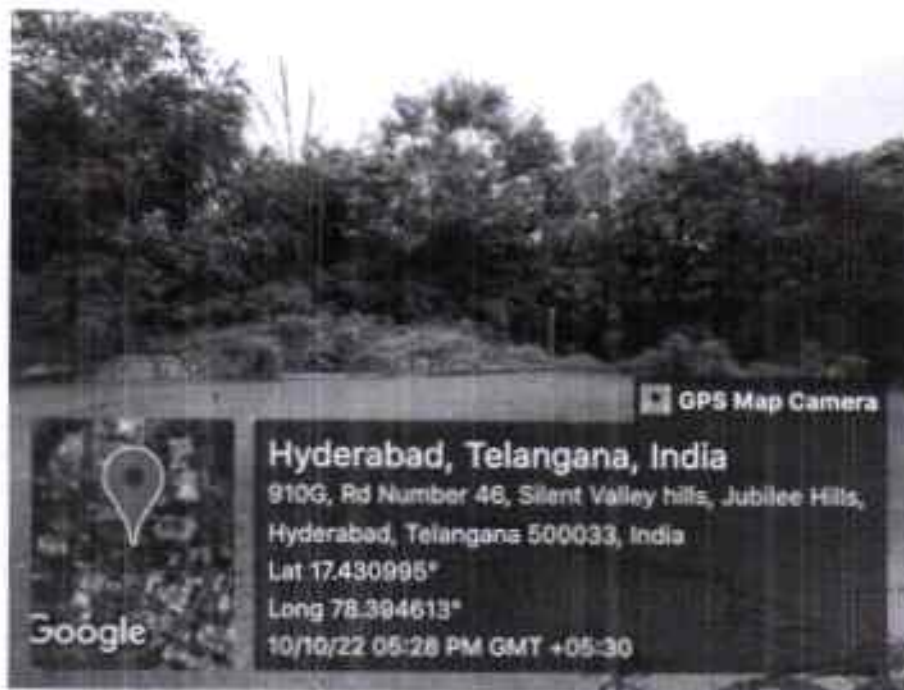 GPS Map Camera
Hyderabad, Telangana, India
910G, Rd Number 46, Silent Valley hills, Jubilee Hills,
Hyderabad, Telangana 500033, India
Lat 17.430995°
Long 78.394613°
10/10/22 05:28 PM GMT +05:30
Google